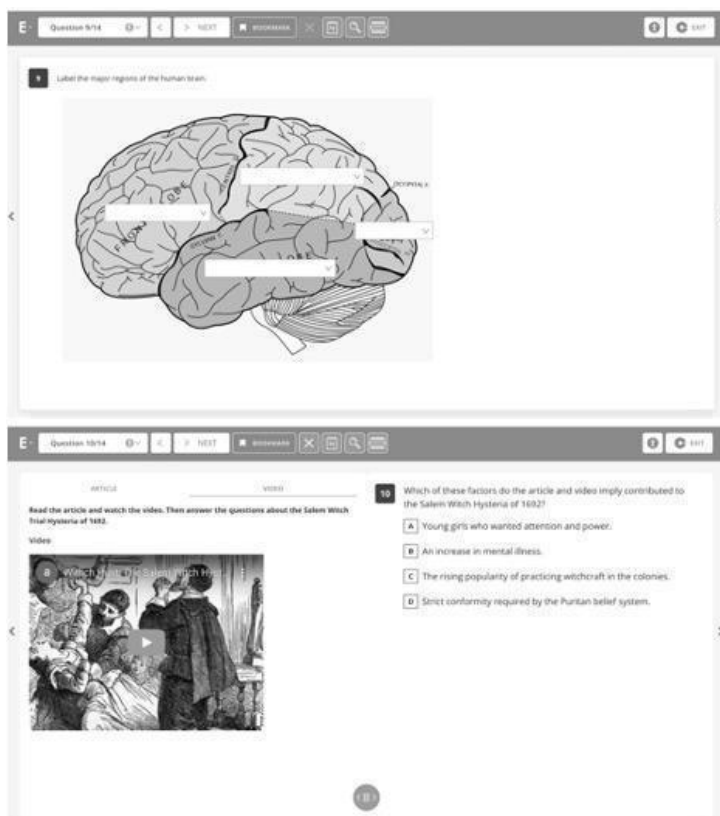 E
Question 9/14
NEXT
BOOKMARK
EXIT
9 Label the major regions of the human brain.
OCCIPITAL
E
Question 10/14
NEXT
BOOKMARK
EXIT
ARTICLE VIDEO
Read the article and watch the video. Then answer the questions about the Salem Witch
Trial Hysteria of 1692.
Video
10 Which of these factors do the article and video imply contributed to
the Salem Witch Hysteria of 1692?
A Young girls who wanted attention and power.
B An increase in mental illness.
C The rising popularity of practicing witchcraft in the colonies.
D Strict conformity required by the Puritan belief system.